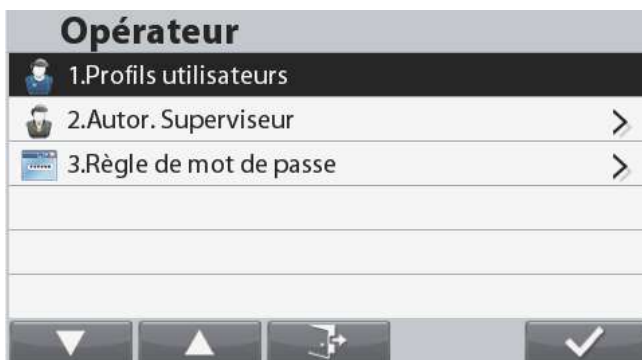 Opérateur
1.Profils utilisateurs
2.Autor. Superviseur
3.Règle de mot de passe